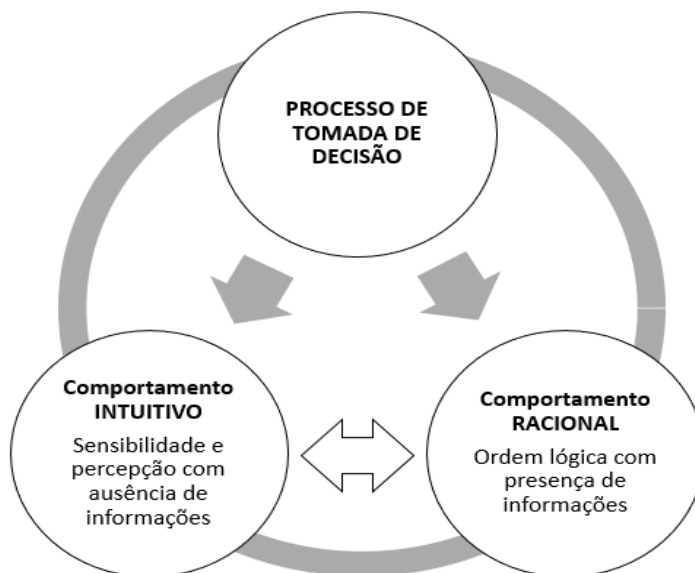 PROCESSO DE
TOMADA DE
DECISÃO
Comportamento
INTUITIVO
Sensibilidade e
percepção com
ausência de
informações
Comportamento
RACIONAL
Ordem lógica com
presença de
informações